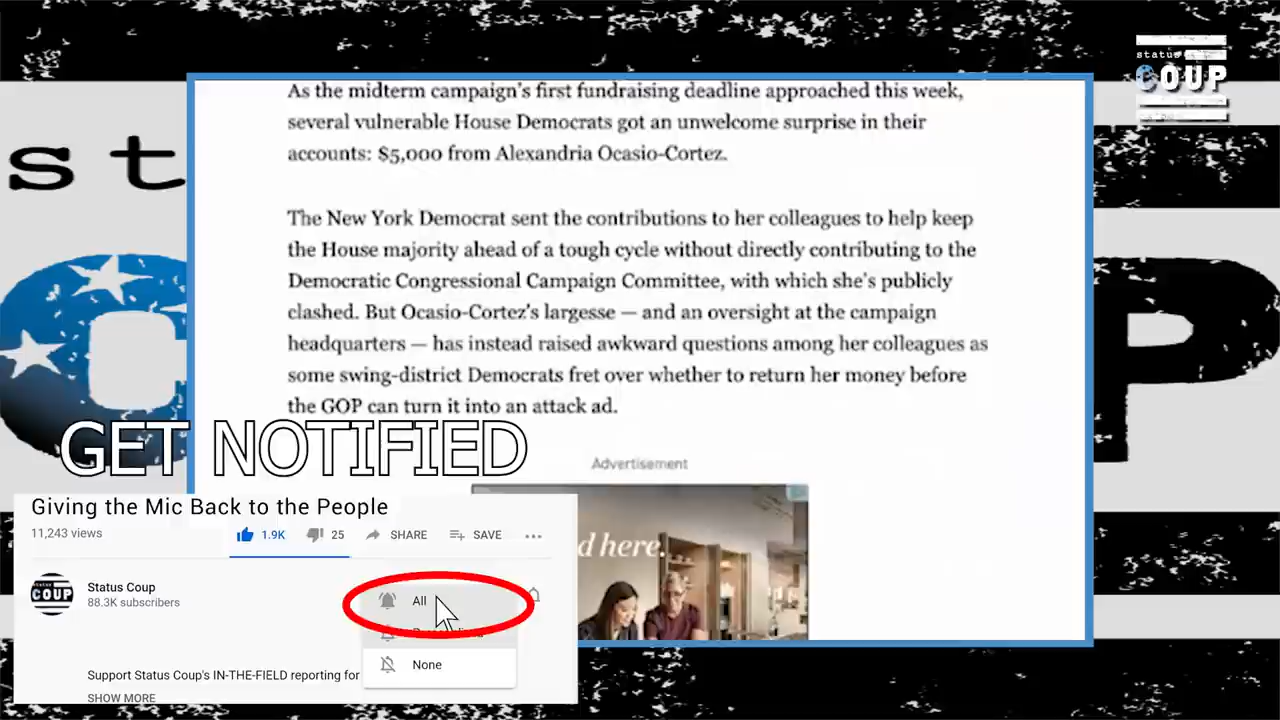 status
COUP
st
As the midterm campaign's first fundraising deadline approached this week,
several vulnerable House Democrats got an unwelcome surprise in their
accounts: $5,000 from Alexandria Ocasio-Cortez.
The New York Democrat sent the contributions to her colleagues to help keep
the House majority ahead of a tough cycle without directly contributing to the
Democratic Congressional Campaign Committee, with which she's publicly
clashed. But Ocasio-Cortez's largesse — and an oversight at the campaign
headquarters — has instead raised awkward questions among her colleagues as
some swing-district Democrats fret over whether to return her money before
the GOP can turn it into an attack ad.
C
P
GET NOTIFIED
Advertisement
d here.
Giving the Mic Back to the People
11,243 views
1.9K
25
SHARE
SAVE
status
COUP
Status Coup
88.3K subscribers
All
None
Support Status Coup's IN-THE-FIELD reporting for
SHOW MORE